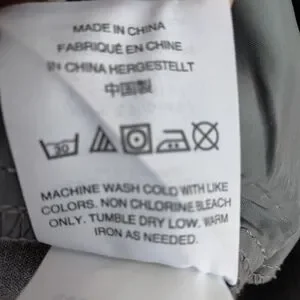 MADE IN CHINA
FABRIQUÉ EN CHINE
IN CHINA HERGESTELLT
中国製
30
MACHINE WASH COLD WITH LIKE
COLORS. NON CHLORINE BLEACH
ONLY. TUMBLE DRY LOW. WARM
IRON AS NEEDED.